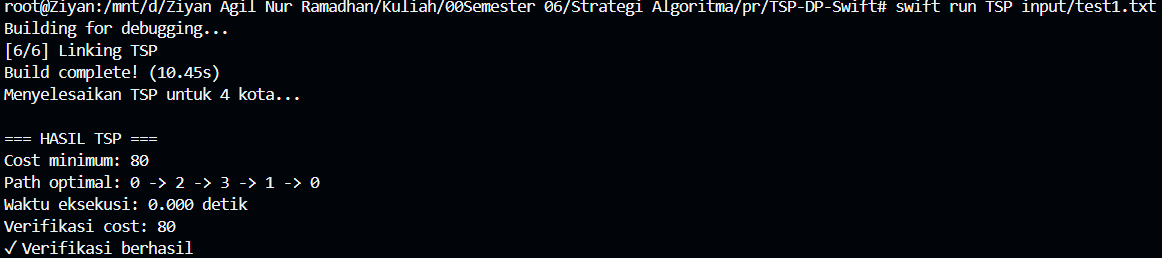 root@Ziyan:/mnt/d/Ziyan Agil Nur Ramadhan/Kuliah/00Semester 06/Strategi Algoritma/pr/TSP-DP-Swift# swift run TSP input/test1.txt
Building for debugging...
[6/6] Linking TSP
Build complete! (10.45s)
Menyelesaikan TSP untuk 4 kota...

=== HASIL TSP ===
Cost minimum: 80
Path optimal: 0 -> 2 -> 3 -> 1 -> 0
Waktu eksekusi: 0.000 detik
Verifikasi cost: 80
✓ Verifikasi berhasil